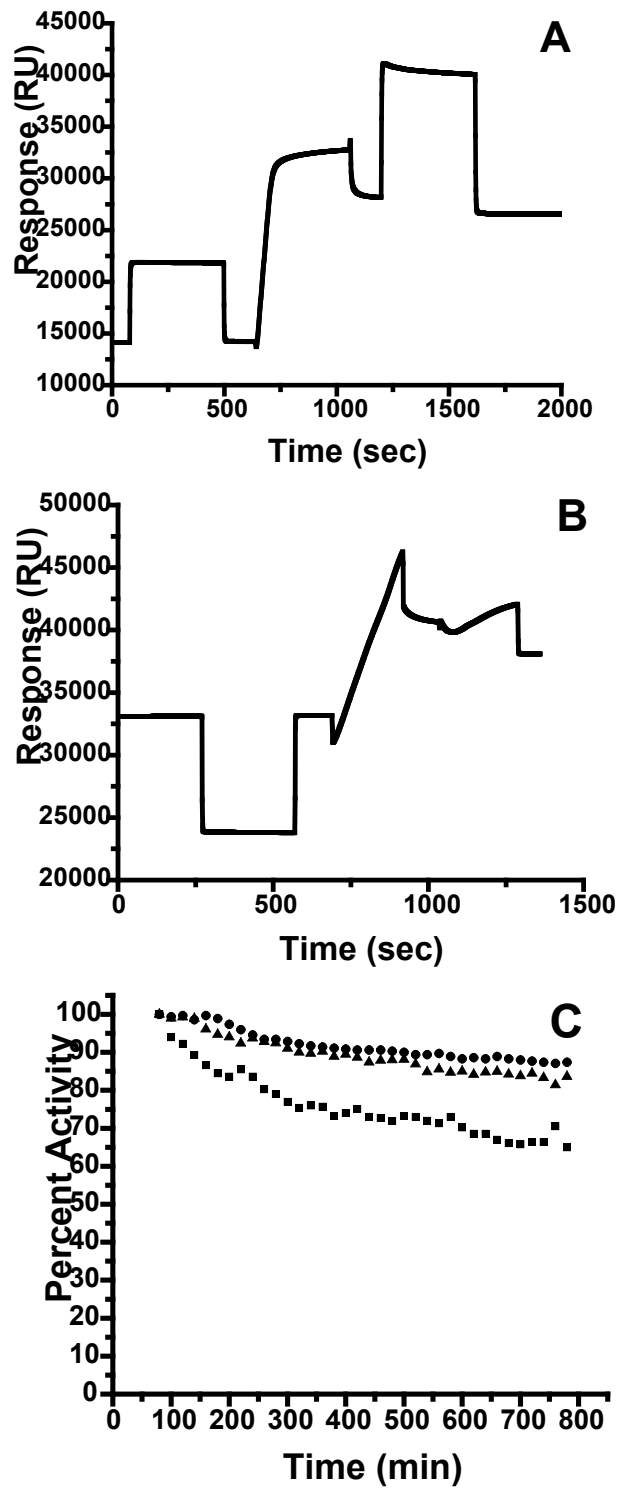 A
Response (RU)
45000
40000
35000
30000
25000
20000
15000
10000
0 500 1000 1500 2000
Time (sec)
B
Response (RU)
50000
45000
40000
35000
30000
25000
20000
0 500 1000 1500
Time (sec)
C
Percent Activity
100
90
80
70
60
50
40
30
20
10
0
0 100 200 300 400 500 600 700 800
Time (min)